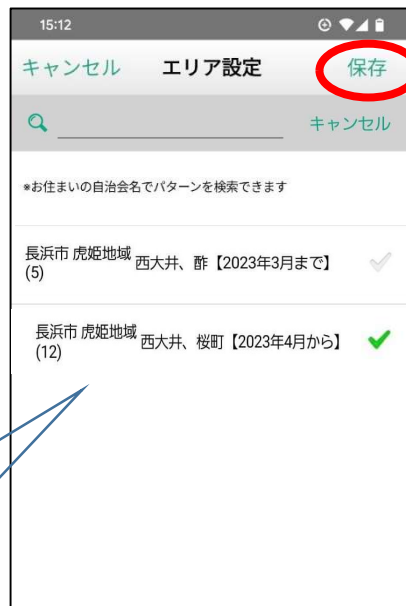 15:12
キャンセル エリア設定 保存
キャンセル
*お住まいの自治会名でパターンを検索できます
長浜市 虎姫地域
(5) 西大井、酢【2023年3月まで】
長浜市 虎姫地域
(12) 西大井、桜町【2023年4月から】